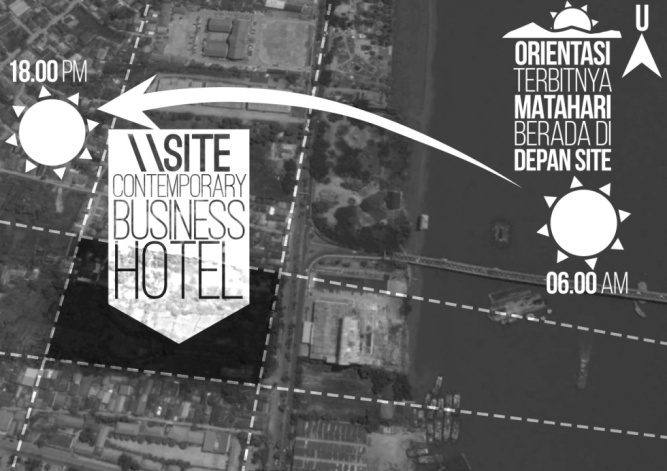 18.00 PM
\\SITE
CONTEMPORARY
BUSINESS
HOTEL
U
ORIENTASI
TERBITNYA
MATAHARI
BERADA DI
DEPAN SITE
06.00 AM